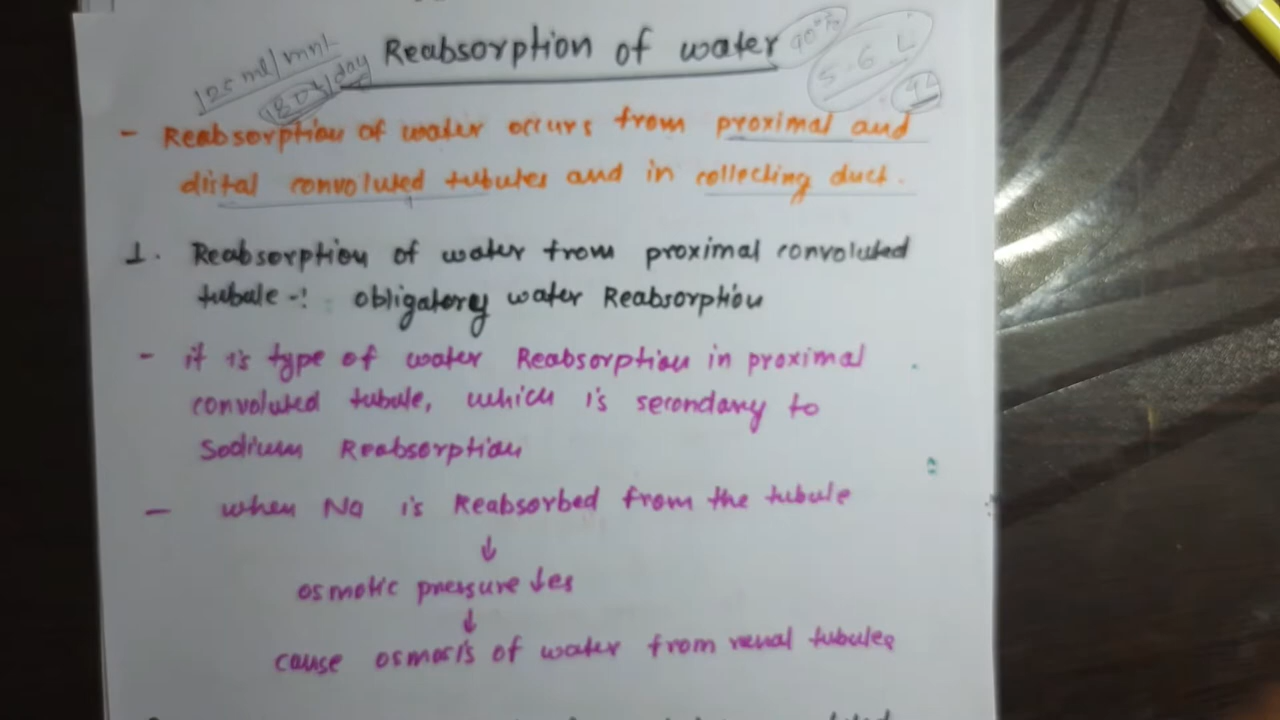 125 ml/mnt
180L/day
Reabsorption of water
90%
5-6 L
4L
- Reabsorption of water occurs from proximal and
distal convoluted tubules and in collecting duct.
1. Reabsorption of water from proximal convoluted
tubule -: obligatory water Reabsorption
- it is type of water Reabsorption in proximal
convoluted tubule, which is secondary to
Sodium Reabsorption
- when Na is Reabsorbed from the tubule
↓
osmotic pressure ↓es
↓
cause osmosis of water from renal tubules